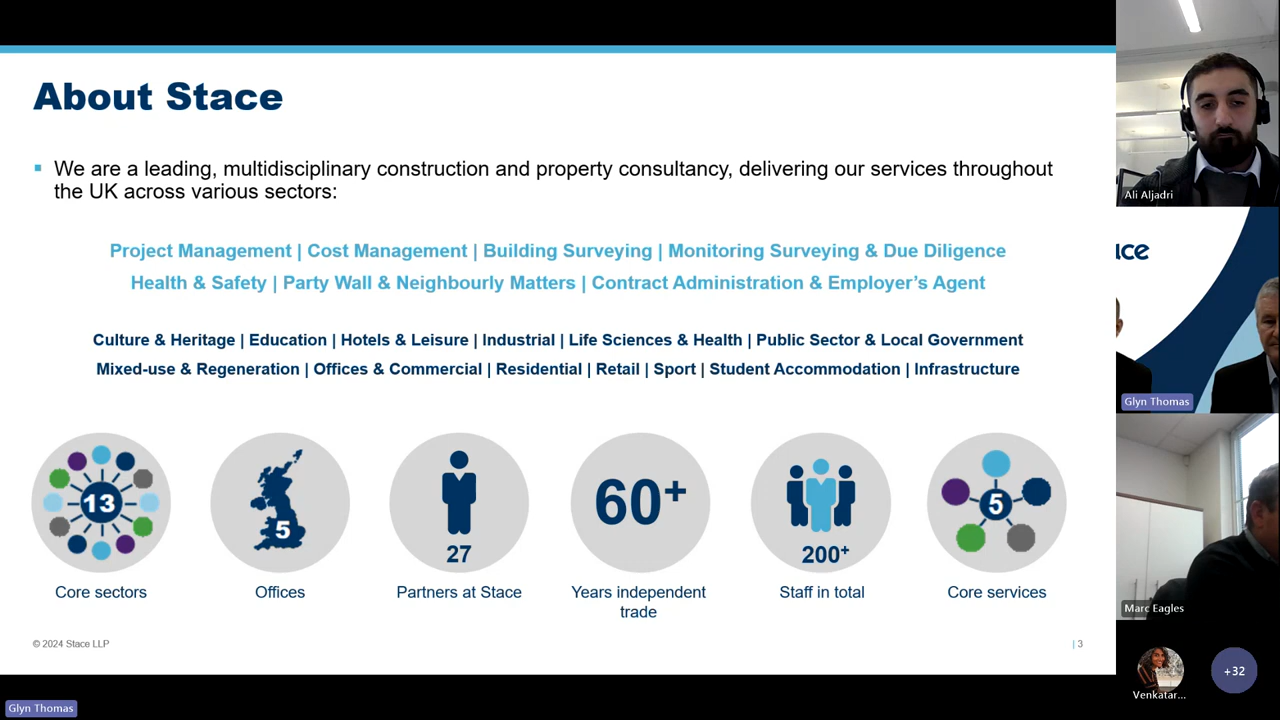 About Stace
We are a leading, multidisciplinary construction and property consultancy, delivering our services throughout
the UK across various sectors:
Project Management | Cost Management | Building Surveying | Monitoring Surveying & Due Diligence
Health & Safety | Party Wall & Neighbourly Matters | Contract Administration & Employer’s Agent
Culture & Heritage | Education | Hotels & Leisure | Industrial | Life Sciences & Health | Public Sector & Local Government
Mixed-use & Regeneration | Offices & Commercial | Residential | Retail | Sport | Student Accommodation | Infrastructure
13
Core sectors
5
Offices
27
Partners at Stace
60+
Years independent
trade
200+
Staff in total
5
Core services
© 2024 Stace LLP
| 3
Glyn Thomas
Ali Aljadri
ace
Glyn Thomas
Marc Eagles
Venkatar...
+32